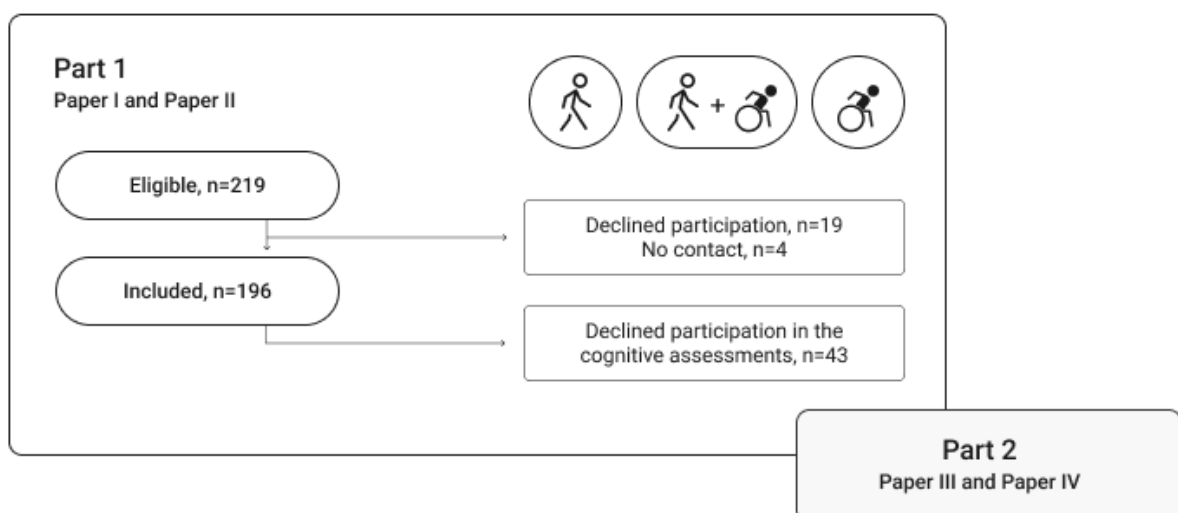 Part 1
Paper I and Paper II
+
Eligible, n=219
Declined participation, n=19
No contact, n=4
Included, n=196
Declined participation in the
cognitive assessments, n=43
Part 2
Paper III and Paper IV